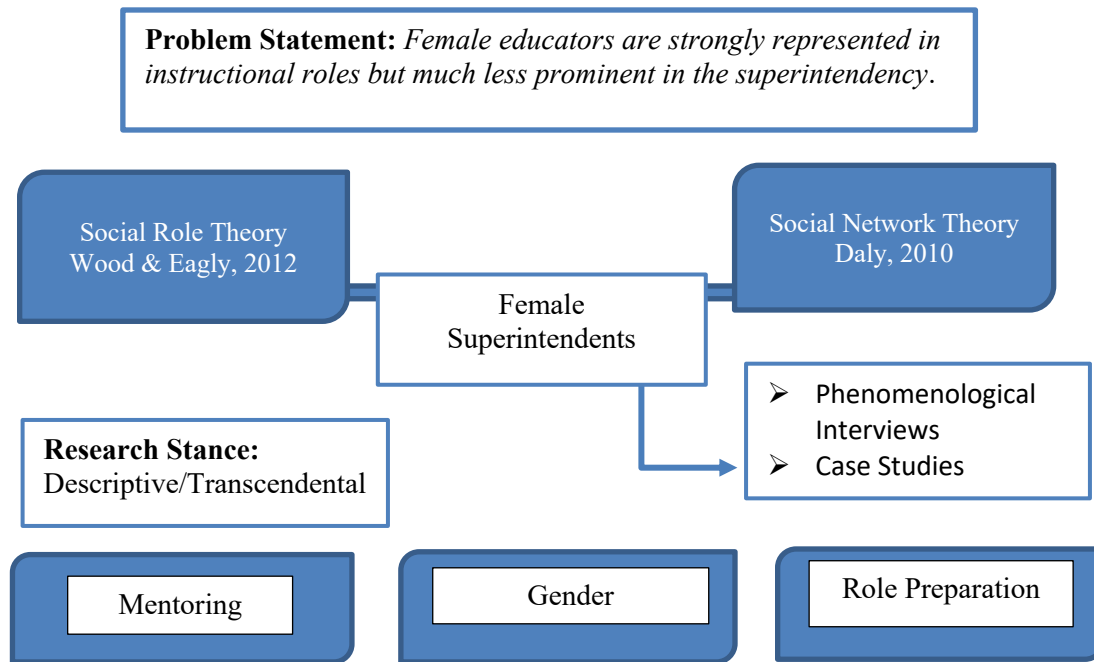 Problem Statement: Female educators are strongly represented in
instructional roles but much less prominent in the superintendency.
Social Role Theory
Wood & Eagly, 2012
Social Network Theory
Daly, 2010
Female
Superintendents
➢ Phenomenological
Interviews
➢ Case Studies
Research Stance:
Descriptive/Transcendental
Mentoring
Gender
Role Preparation